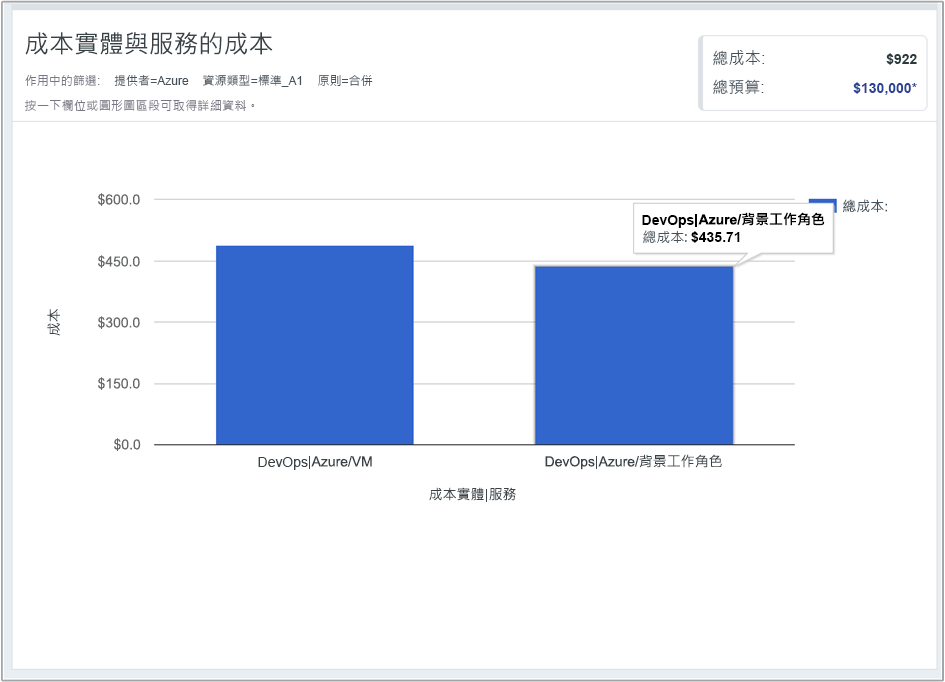 成本實體與服務的成本
作用中的篩選: 提供者=Azure 資源類型=標準_A1 原則=合併
按一下欄位或圓形圖區段可取得詳細資料。
總成本: $922
總預算: $130,000*
$600.0
$450.0
$300.0
$150.0
$0.0
成本
總成本:
DevOps|Azure/背景工作角色
總成本: $435.71
DevOps|Azure/VM
DevOps|Azure/背景工作角色
成本實體|服務